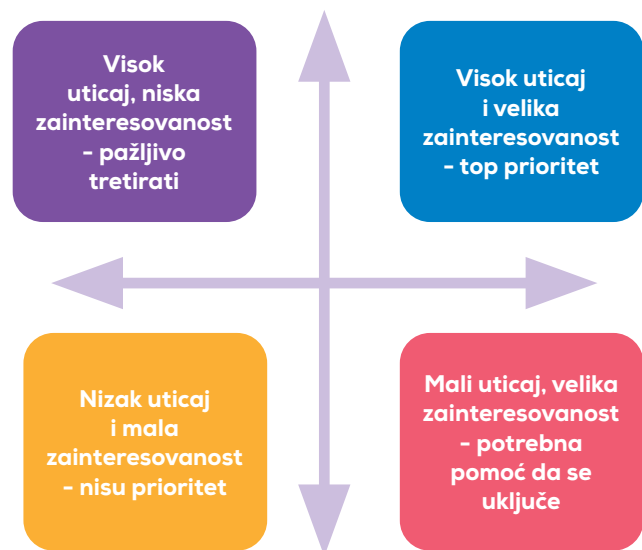 Visok
uticaj, niska
zainteresovanost
- pažljivo
tretirati
Visok uticaj
i velika
zainteresovanost
- top prioritet
Nizak uticaj
i mala
zainteresovanost
- nisu prioritet
Mali uticaj, velika
zainteresovanost
- potrebna
pomoć da se
uključe